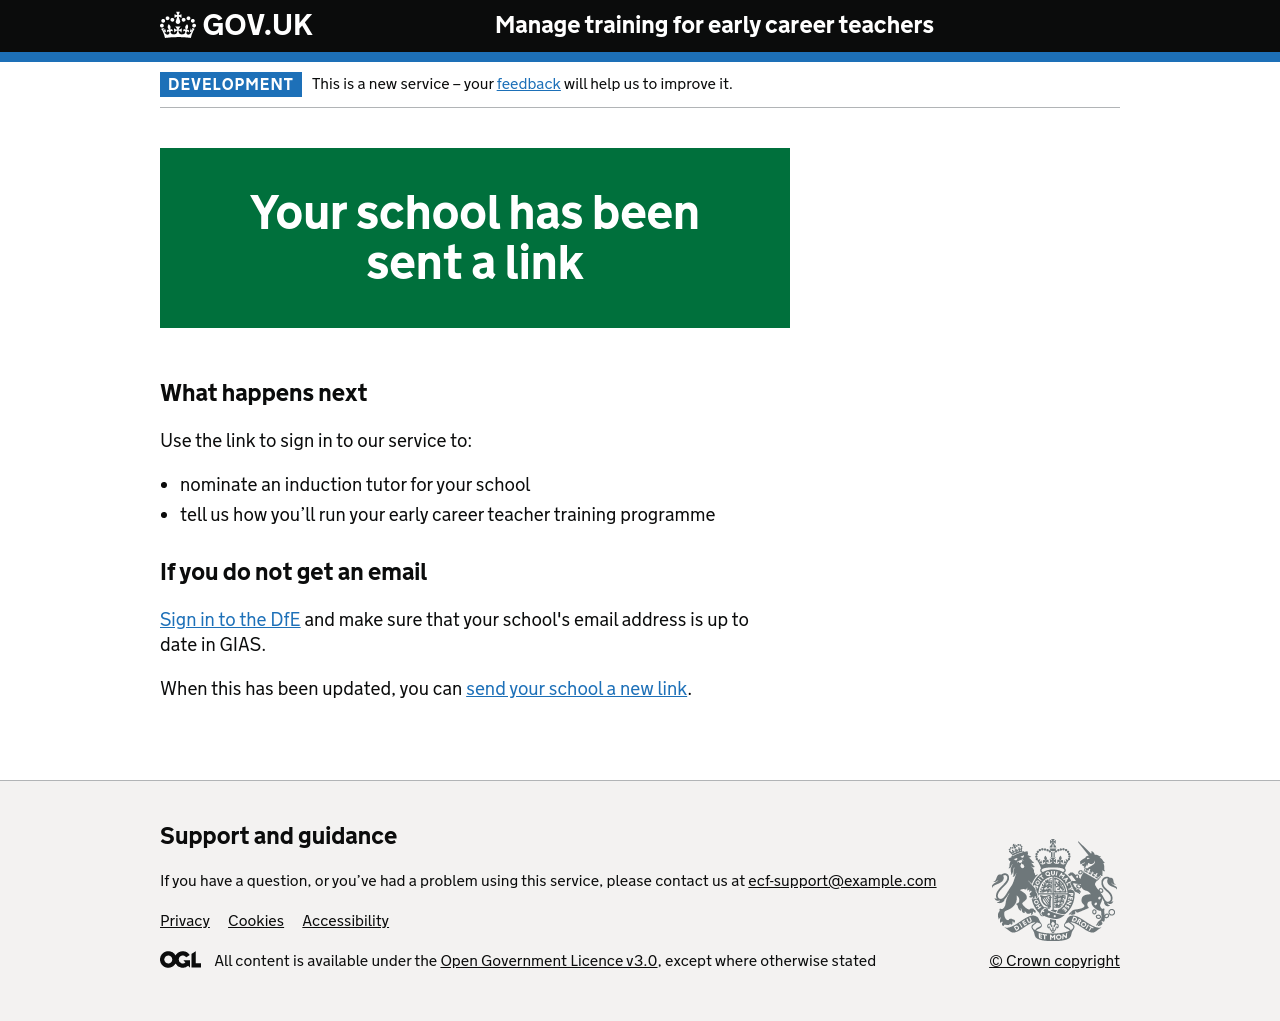 GOV.UK
Manage training for early career teachers
DEVELOPMENT
This is a new service – your feedback will help us to improve it.
Your school has been
sent a link
What happens next
Use the link to sign in to our service to:
• nominate an induction tutor for your school
• tell us how you’ll run your early career teacher training programme
If you do not get an email
Sign in to the DfE and make sure that your school's email address is up to
date in GIAS.
When this has been updated, you can send your school a new link.
Support and guidance
If you have a question, or you’ve had a problem using this service, please contact us at ecf-support@example.com
Privacy Cookies Accessibility
OGL All content is available under the Open Government Licence v3.0, except where otherwise stated
© Crown copyright